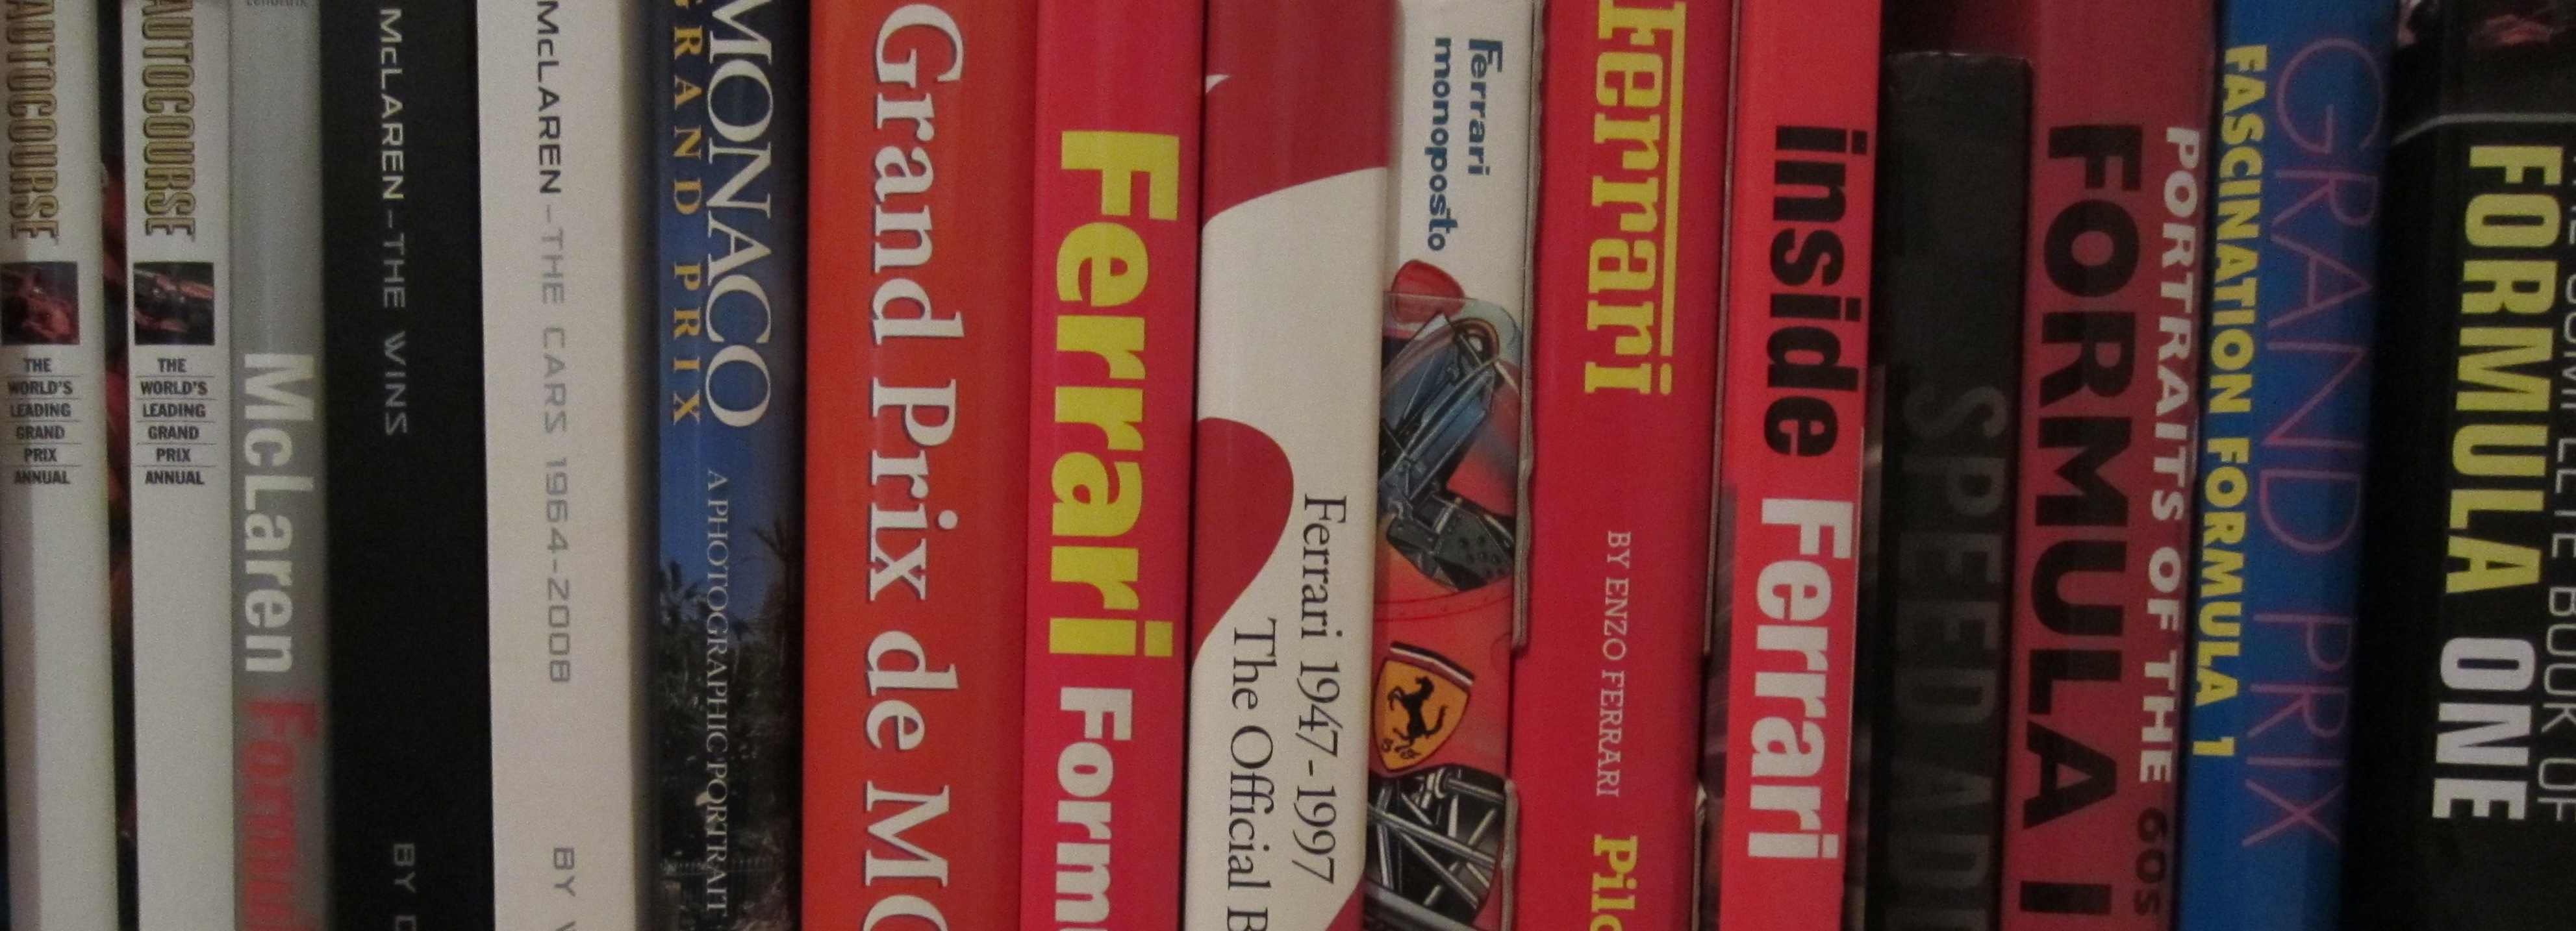 AUTOCOURSE
THE
WORLD'S
LEADING
GRAND
PRIX
ANNUAL
AUTOCOURSE
THE
WORLD'S
LEADING
GRAND
PRIX
ANNUAL
McLaren
McLAREN-THE WINS
BY
McLAREN-THE CARS 1964-2008
BY
MONACO
GRAND PRIX
A PHOTOGRAPHIC PORTRAIT
Grand Prix de
Ferrari
Ferrari 1947-1997
The Official
Ferrari
monoposto
Ferrari
BY ENZO FERRARI
inside Ferrari
PORTRAITS OF THE 60s
FORMULA 1
GRAND PRIX
FASCINATION FORMULA 1
BOOK OF
FORMULA ONE